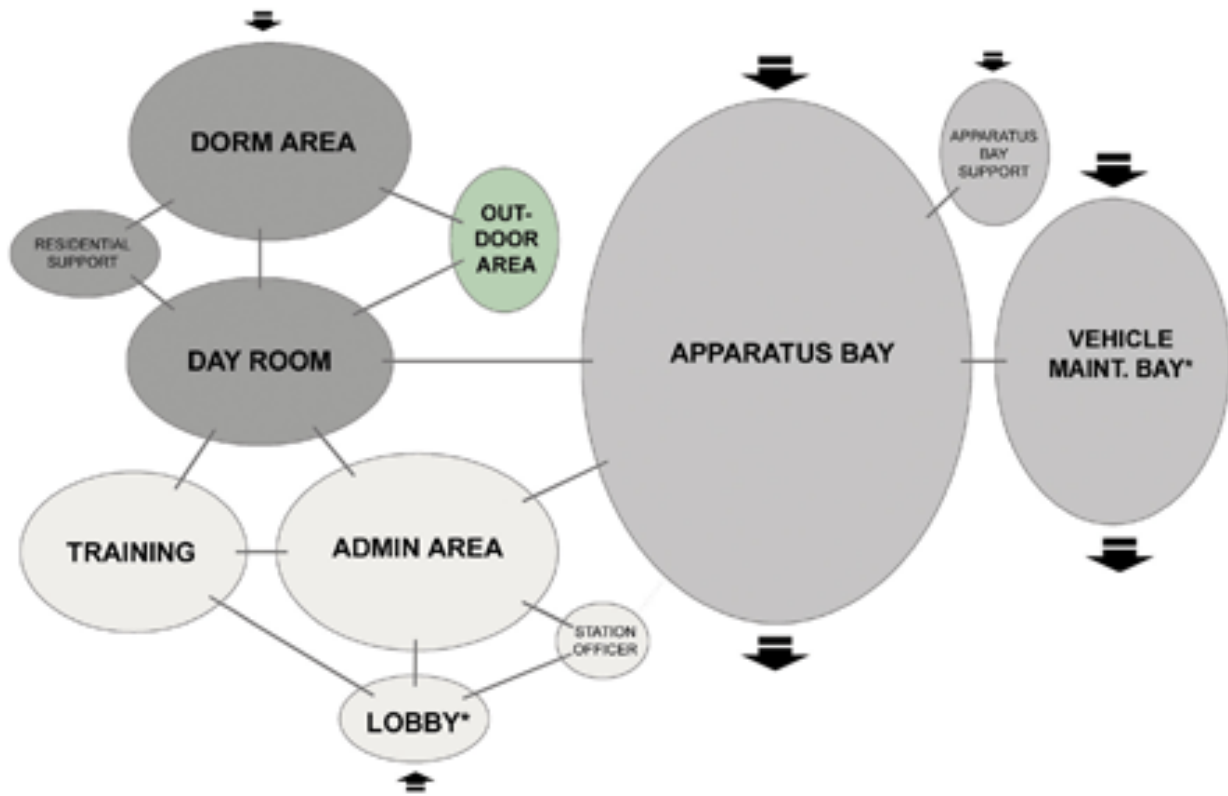 DORM AREA
OUT-
DOOR
AREA
RESIDENTIAL
SUPPORT
DAY ROOM
APPARATUS BAY
APPARATUS
BAY
SUPPORT
VEHICLE
MAINT. BAY*
TRAINING
ADMIN AREA
STATION
OFFICER
LOBBY*